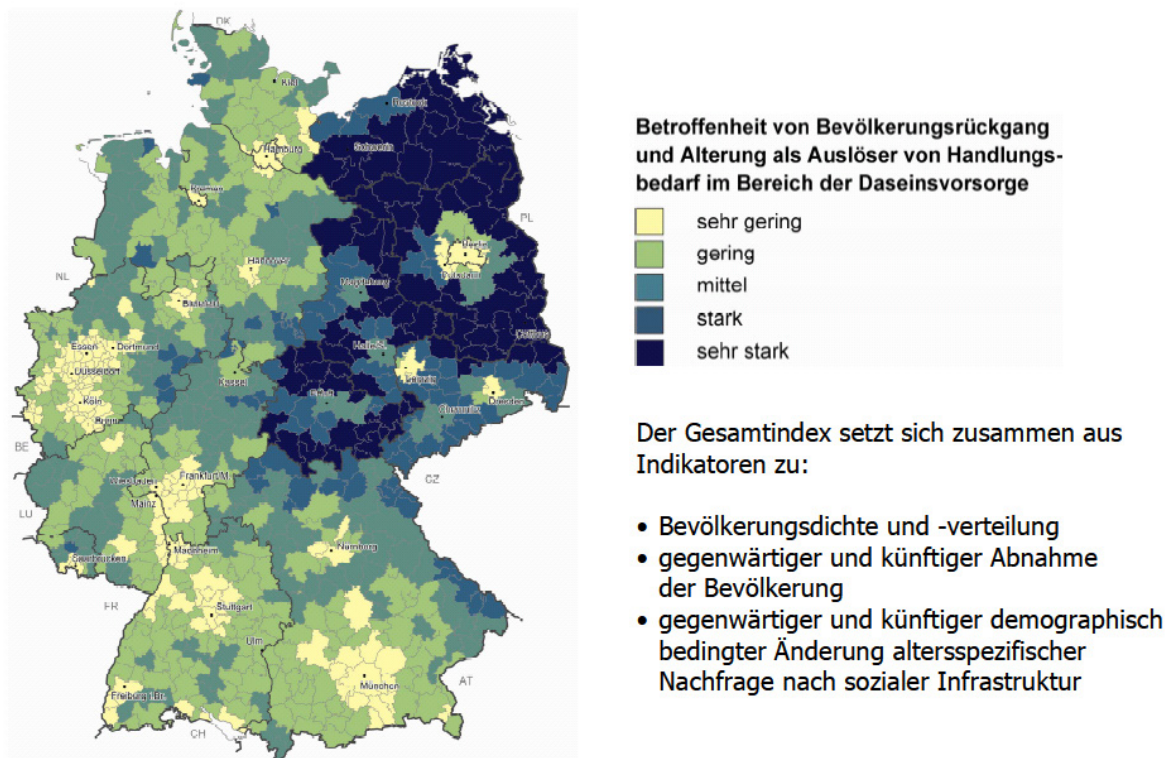 DK
Kiel
Rostock
Schwerin
Hamburg
Bremen
PL
Berlin
Potsdam
Hannover
NL
Magdeburg
Bielefeld
Cottbus
Essen
Dortmund
Halle/S.
Leipzig
Düsseldorf
Kassel
Köln
Erfurt
Dresden
Chemnitz
Bonn
BE
Wiesbaden
Frankfurt/M.
CZ
LU
Mainz
Saarbrücken
Mannheim
Nürnberg
FR
Stuttgart
Ulm
München
AT
Freiburg i.Br.
CH
Betroffenheit von Bevölkerungsrückgang
und Alterung als Auslöser von Handlungs-
bedarf im Bereich der Daseinsvorsorge
sehr gering
gering
mittel
stark
sehr stark
Der Gesamtindex setzt sich zusammen aus
Indikatoren zu:
• Bevölkerungsdichte und -verteilung
• gegenwärtiger und künftiger Abnahme
der Bevölkerung
• gegenwärtiger und künftiger demographisch
bedingter Änderung altersspezifischer
Nachfrage nach sozialer Infrastruktur